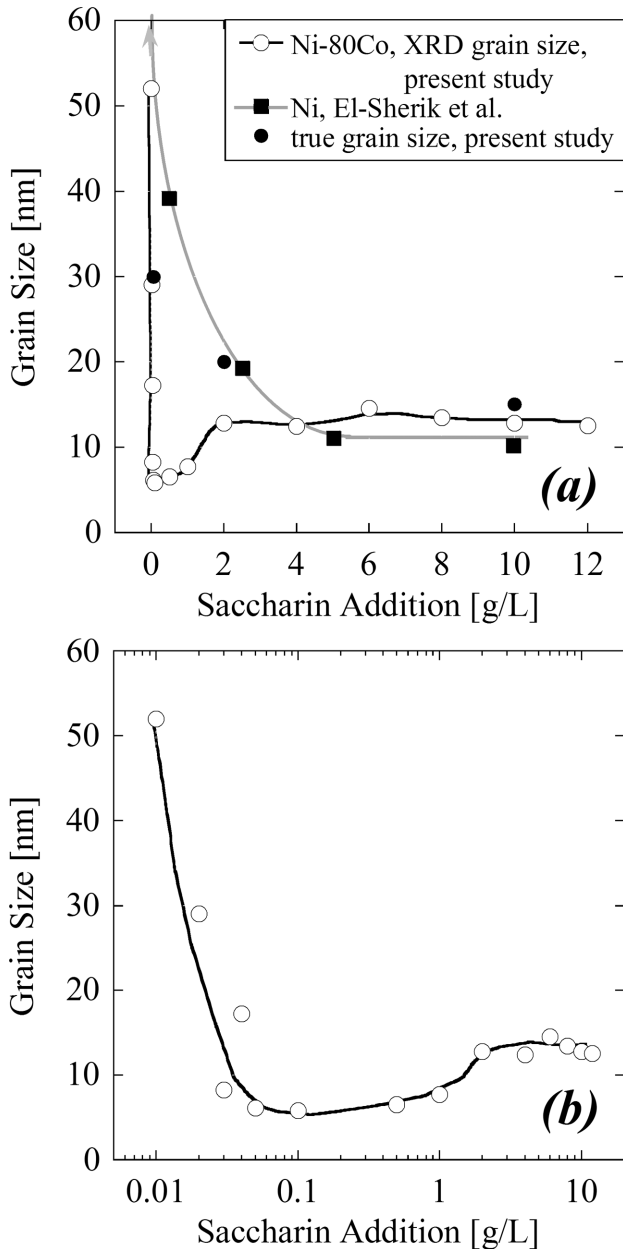 60
50
40
30
20
10
0
Grain Size [nm]
Ni-80Co, XRD grain size,
present study
Ni, El-Sherik et al.
true grain size, present study
(a)
0 2 4 6 8 10 12
Saccharin Addition [g/L]
60
50
40
30
20
10
0
Grain Size [nm]
(b)
0.01 0.1 1 10
Saccharin Addition [g/L]